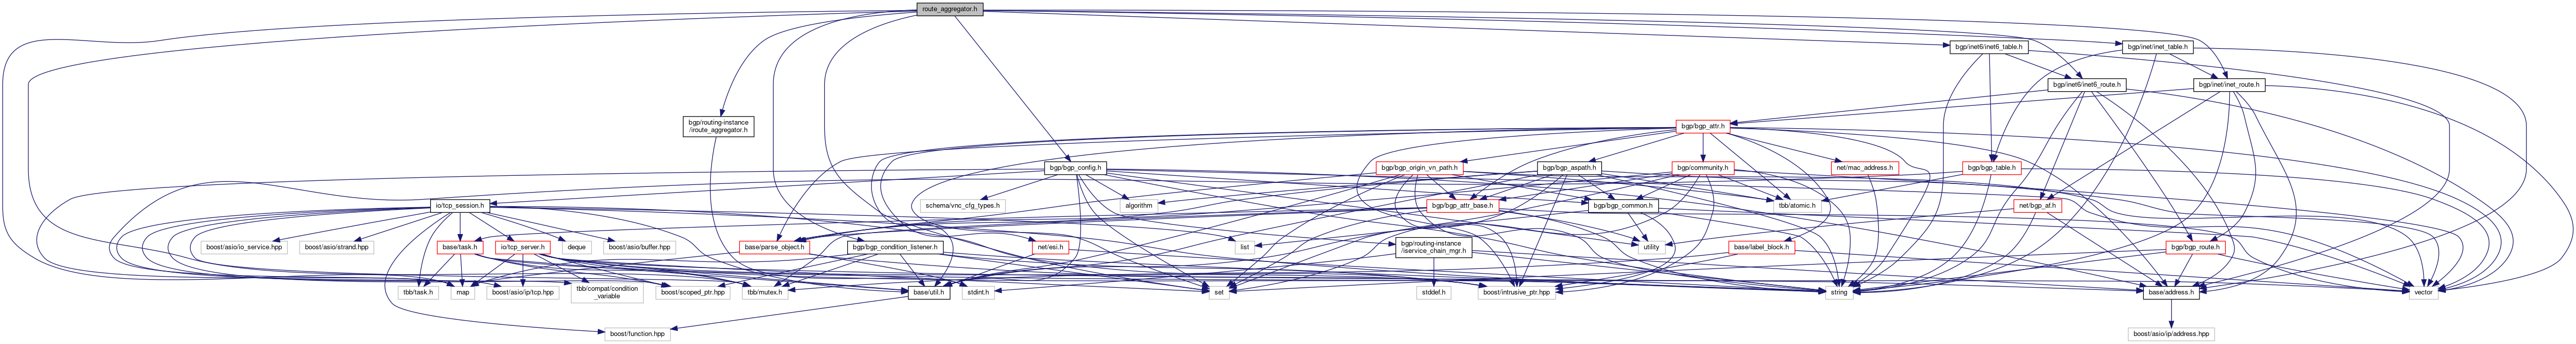 route_aggregator.h
bgp/inet6/inet6_table.h
bgp/inet/inet_table.h
bgp/inet6/inet6_route.h
bgp/inet/inet_route.h
bgp/routing-instance
/iroute_aggregator.h
bgp/bgp_attr.h
bgp/bgp_config.h
bgp/bgp_origin_vn_path.h
bgp/bgp_aspath.h
bgp/community.h
net/mac_address.h
bgp/bgp_table.h
io/tcp_session.h
schema/vnc_cfg_types.h
algorithm
bgp/bgp_attr_base.h
bgp/bgp_common.h
tbb/atomic.h
net/bgp_af.h
boost/asio/io_service.hpp
boost/asio/strand.hpp
base/task.h
io/tcp_server.h
deque
boost/asio/buffer.hpp
base/parse_object.h
bgp/bgp_condition_listener.h
net/esi.h
list
bgp/routing-instance
/iservice_chain_mgr.h
utility
base/label_block.h
bgp/bgp_route.h
tbb/task.h
map
boost/asio/ip/tcp.hpp
tbb/compat/condition
_variable
boost/scoped_ptr.hpp
tbb/mutex.h
base/util.h
stdint.h
set
stddef.h
boost/intrusive_ptr.hpp
string
base/address.h
vector
boost/function.hpp
boost/asio/ip/address.hpp